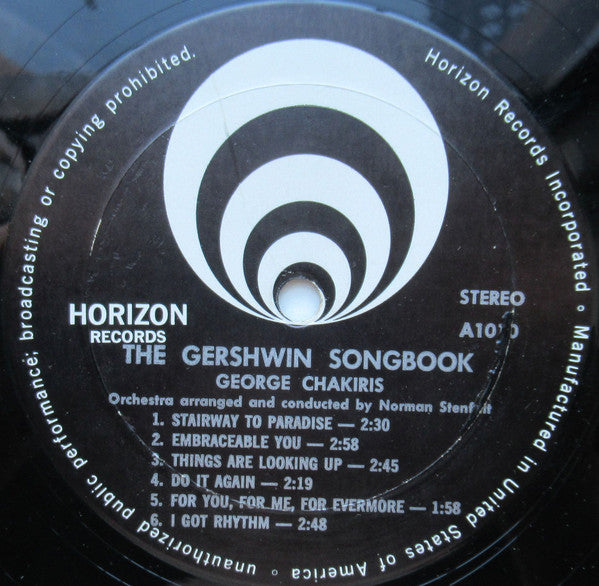 Horizon Records Incorporated ∘ Manufactured in United States of America ∘ unauthorized public performance; broadcasting or copying prohibited.
HORIZON
RECORDS
STEREO
THE GERSHWIN SONGBOOK
GEORGE CHAKIRIS
Orchestra arranged and conducted by Norman
1. STAIRWAY TO PARADISE — 2:30
2. EMBRACEABLE YOU — 2:58
3. THINGS ARE LOOKING UP — 2:45
4. DO IT AGAIN — 2:19
5. FOR YOU, FOR ME, FOR EVERMORE — 1:58
6. I GOT RHYTHM — 2:48